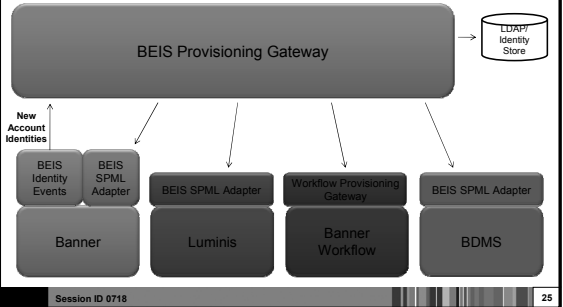 BEIS Provisioning Gateway
LDAP/
Identity
Store
New
Account
Identities
BEIS
Identity
Events
BEIS
SPML
Adapter
BEIS SPML Adapter
Workflow Provisioning
Gateway
BEIS SPML Adapter
Banner
Luminis
Banner
Workflow
BDMS
Session ID 0718
25